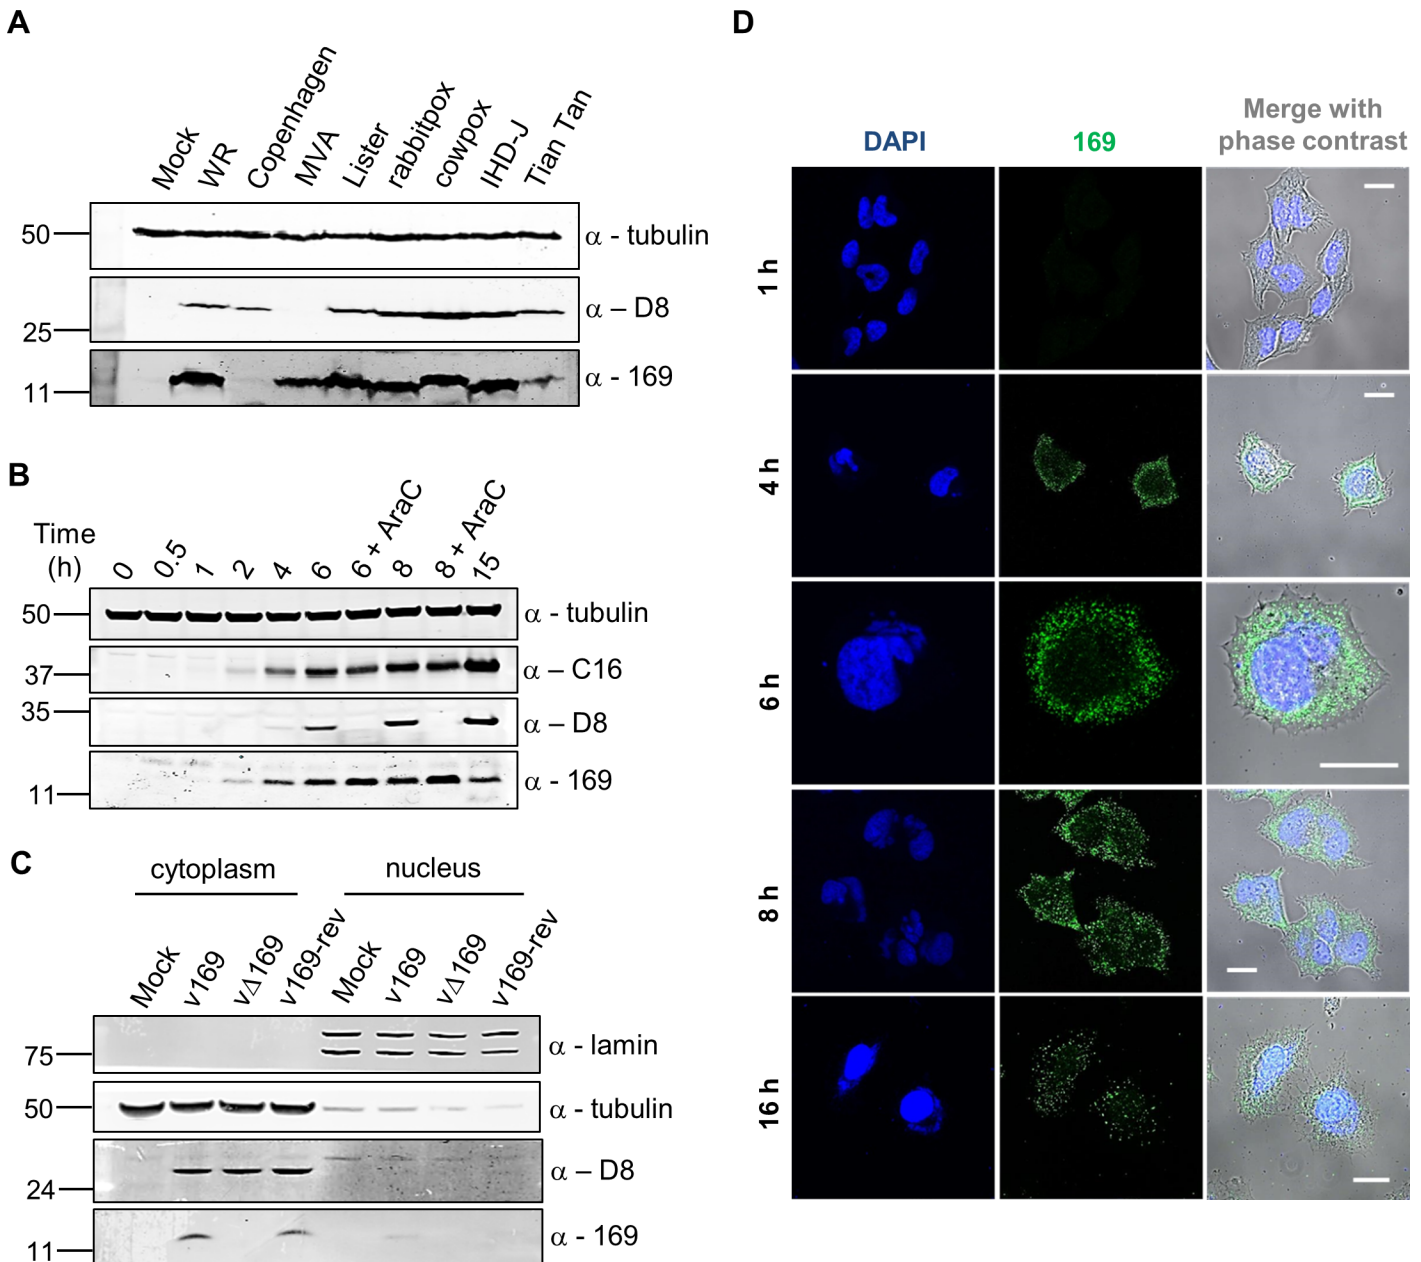 A
Mock
WR
Copenhagen
MVA
Lister
rabbitpox
cowpox
IHD-J
Tian Tan
50
α - tubulin
α – D8
25
α - 169
11
B
Time
(h)
0
0.5
1
2
4
6
6 + AraC
8
8 + AraC
15
50
α - tubulin
37
α – C16
35
α – D8
α - 169
11
C
cytoplasm
nucleus
Mock
v169
vΔ169
v169-rev
Mock
v169
vΔ169
v169-rev
75
α - lamin
50
α - tubulin
α – D8
24
α - 169
11
D
DAPI
169
Merge with
phase contrast
1 h
4 h
6 h
8 h
16 h